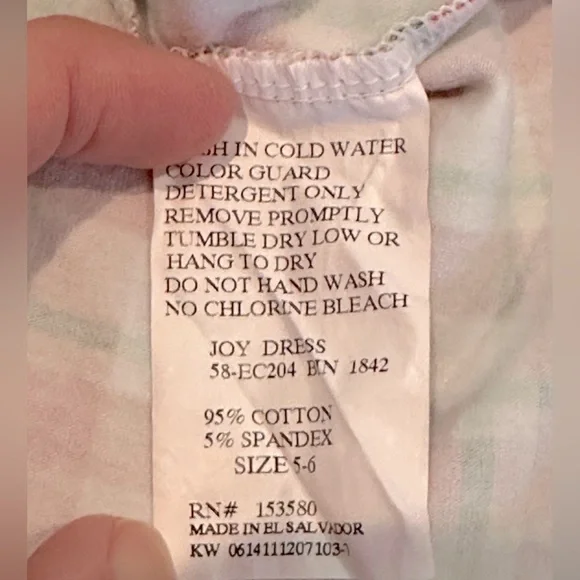 IN COLD WATER
COLOR GUARD
DETERGENT ONLY
REMOVE PROMPTLY
TUMBLE DRY LOW OR
HANG TO DRY
DO NOT HAND WASH
NO CHLORINE BLEACH
JOY DRESS
58-EC204 1842
95% COTTON
5% SPANDEX
SIZE 5-6
RN# 153580
MADE IN EL SALVADOR
KW